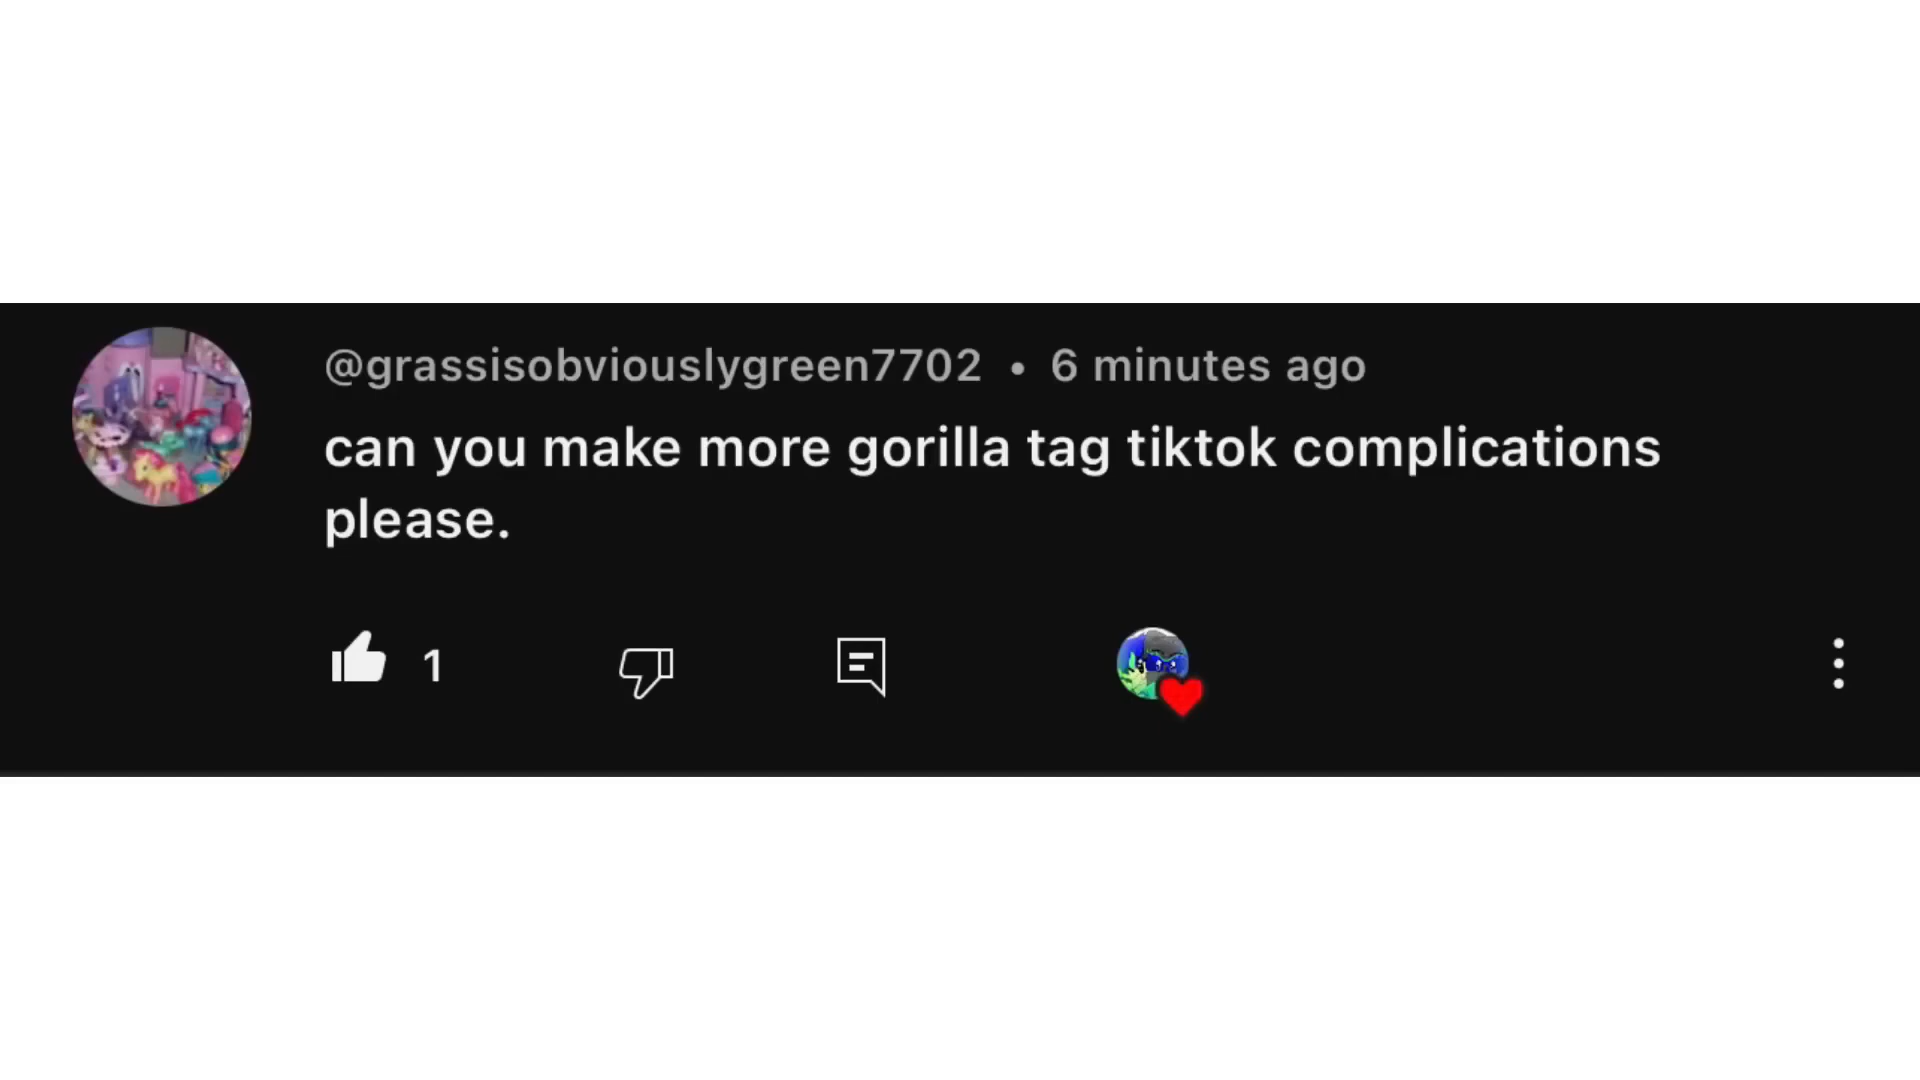 @grassisobviouslygreen7702 • 6 minutes ago
can you make more gorilla tag tiktok complications
please.
1